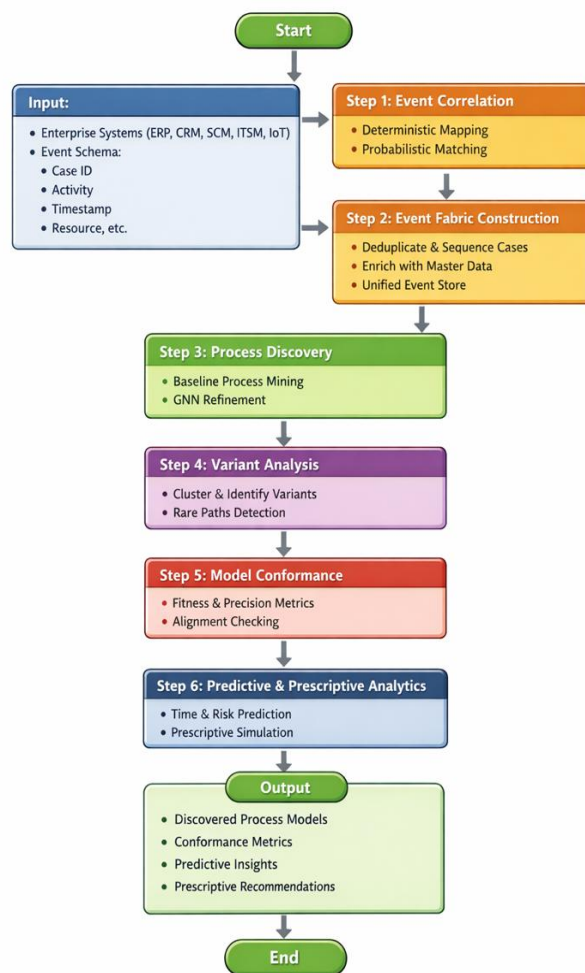 Start
Input:
• Enterprise Systems (ERP, CRM, SCM, ITSM, IoT)
• Event Schema:
• Case ID
• Activity
• Timestamp
• Resource, etc.
Step 1: Event Correlation
• Deterministic Mapping
• Probabilistic Matching
Step 2: Event Fabric Construction
• Deduplicate & Sequence Cases
• Enrich with Master Data
• Unified Event Store
Step 3: Process Discovery
• Baseline Process Mining
• GNN Refinement
Step 4: Variant Analysis
• Cluster & Identify Variants
• Rare Paths Detection
Step 5: Model Conformance
• Fitness & Precision Metrics
• Alignment Checking
Step 6: Predictive & Prescriptive Analytics
• Time & Risk Prediction
• Prescriptive Simulation
Output
• Discovered Process Models
• Conformance Metrics
• Predictive Insights
• Prescriptive Recommendations
End